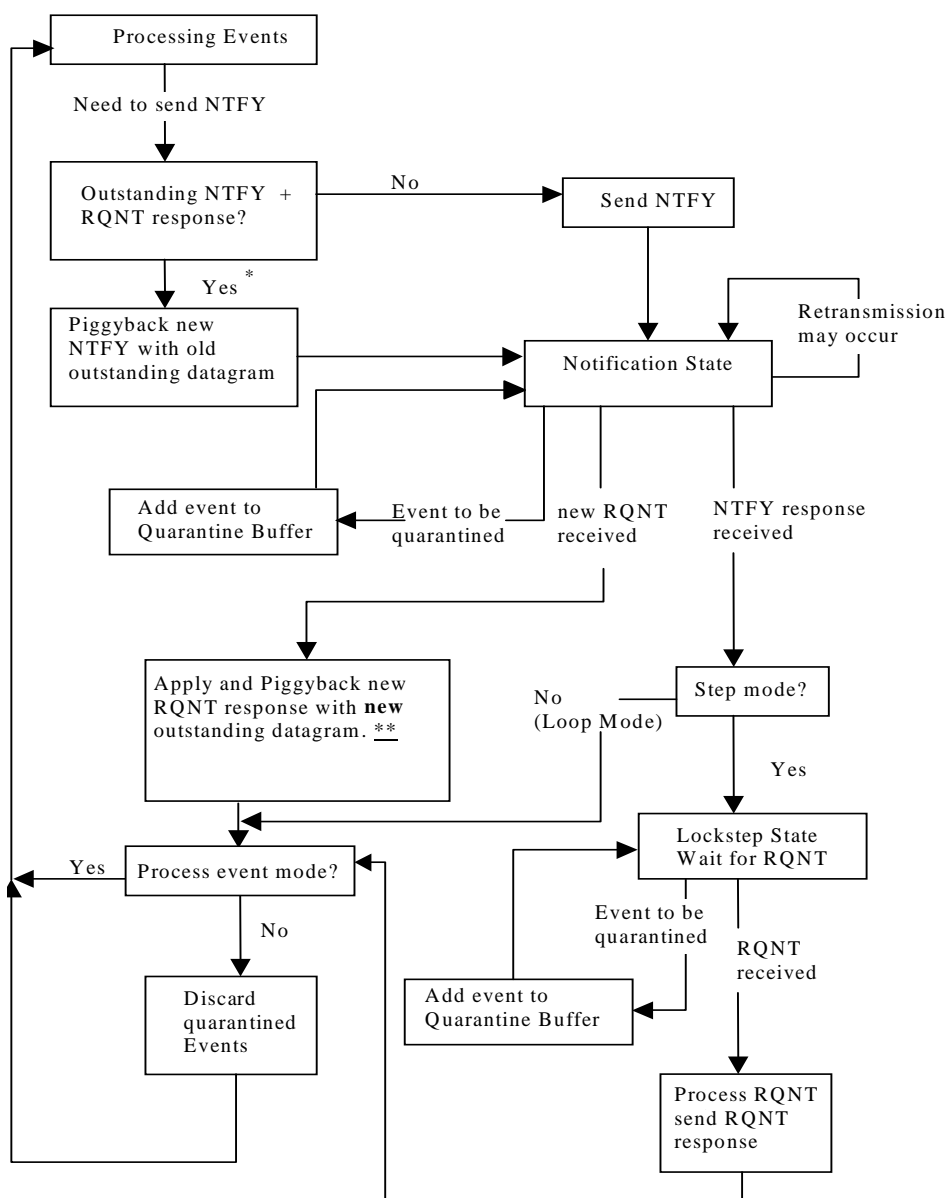 Processing Events
Need to send NTFY
Outstanding NTFY +
RQNT response?
No
Send NTFY
Yes *
Retransmission
may occur
Piggyback new
NTFY with old
outstanding datagram
Notification State
Add event to
Quarantine Buffer
Event to be
quarantined
new RQNT
received
NTFY response
received
Apply and Piggyback new
RQNT response with new
outstanding datagram. **
No
(Loop Mode)
Step mode?
Yes
Lockstep State
Wait for RQNT
Yes
Process event mode?
No
Event to be
quarantined
RQNT
received
Discard
quarantined
Events
Add event to
Quarantine Buffer
Process RQNT
send RQNT
response